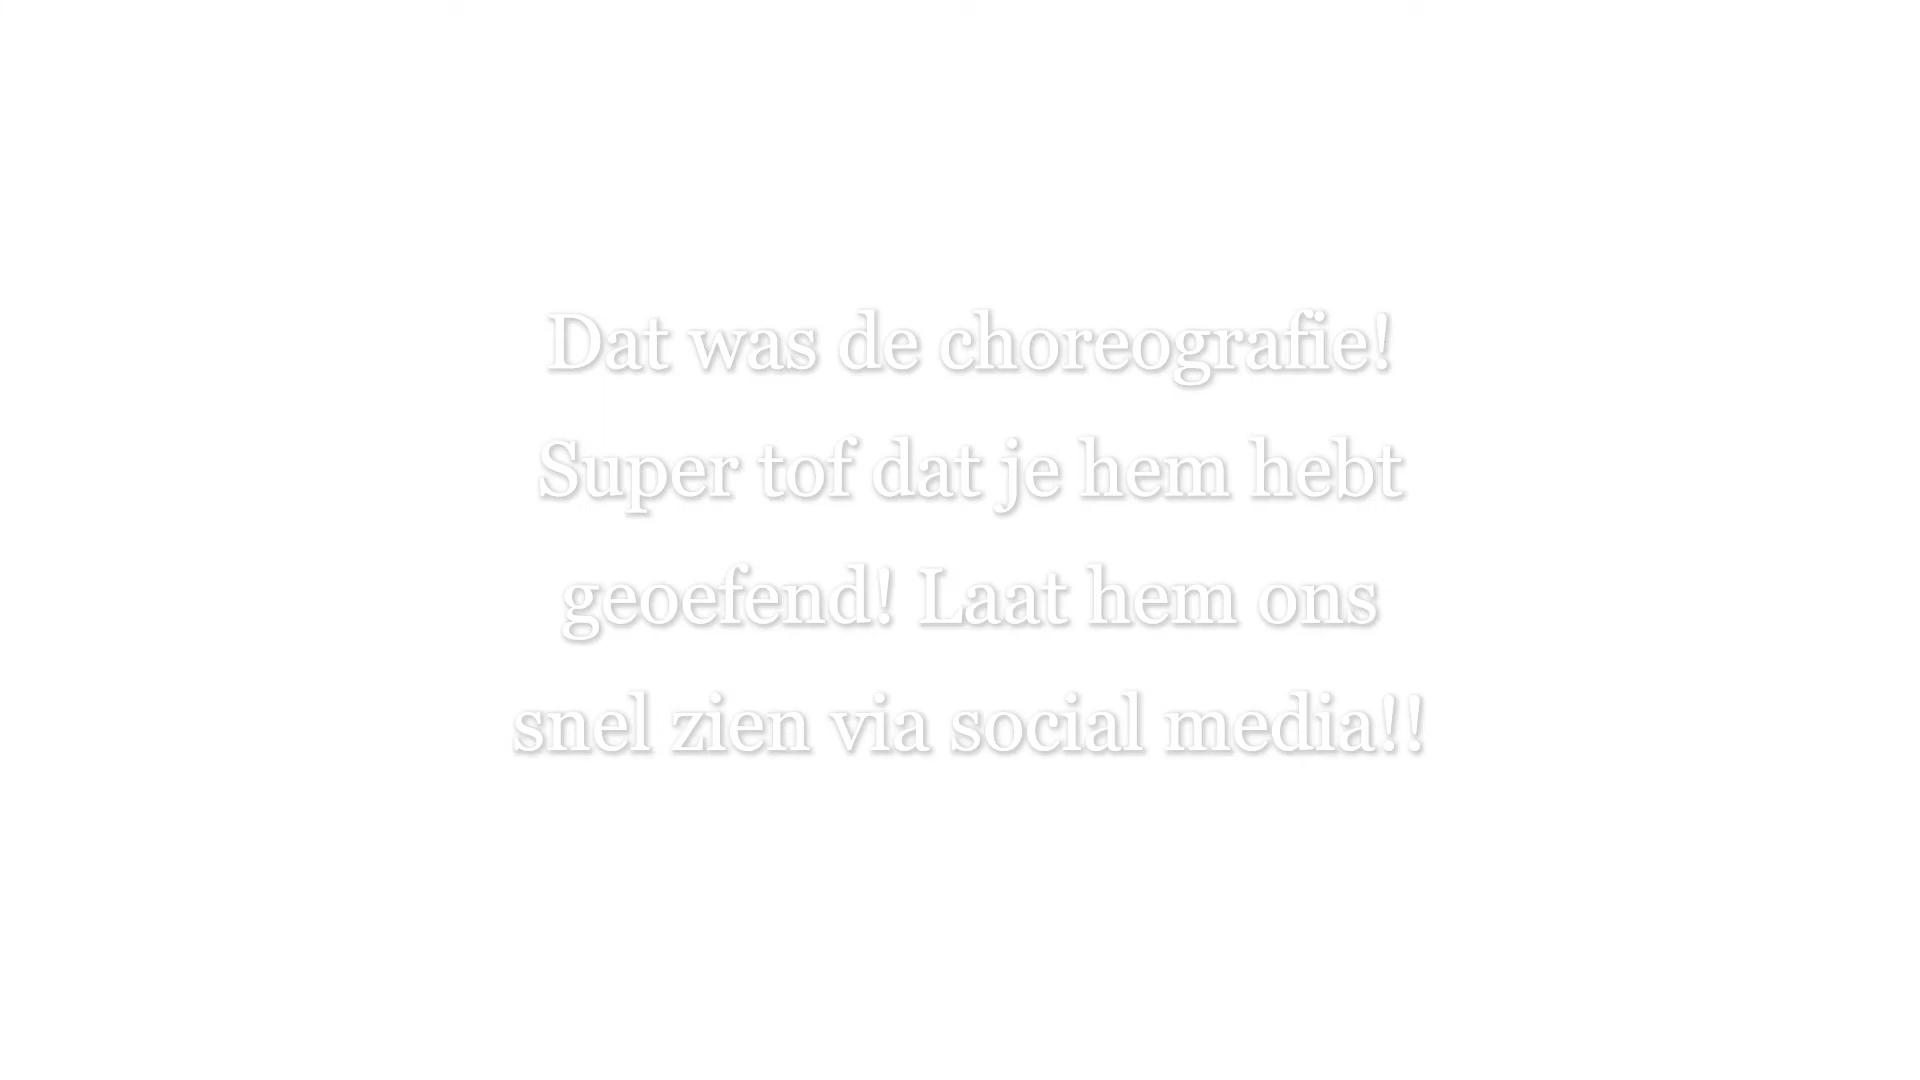 Dat was de choreografie!
Super tof dat je hem hebt
geoefend! Laat hem ons
snel zien via social media!!